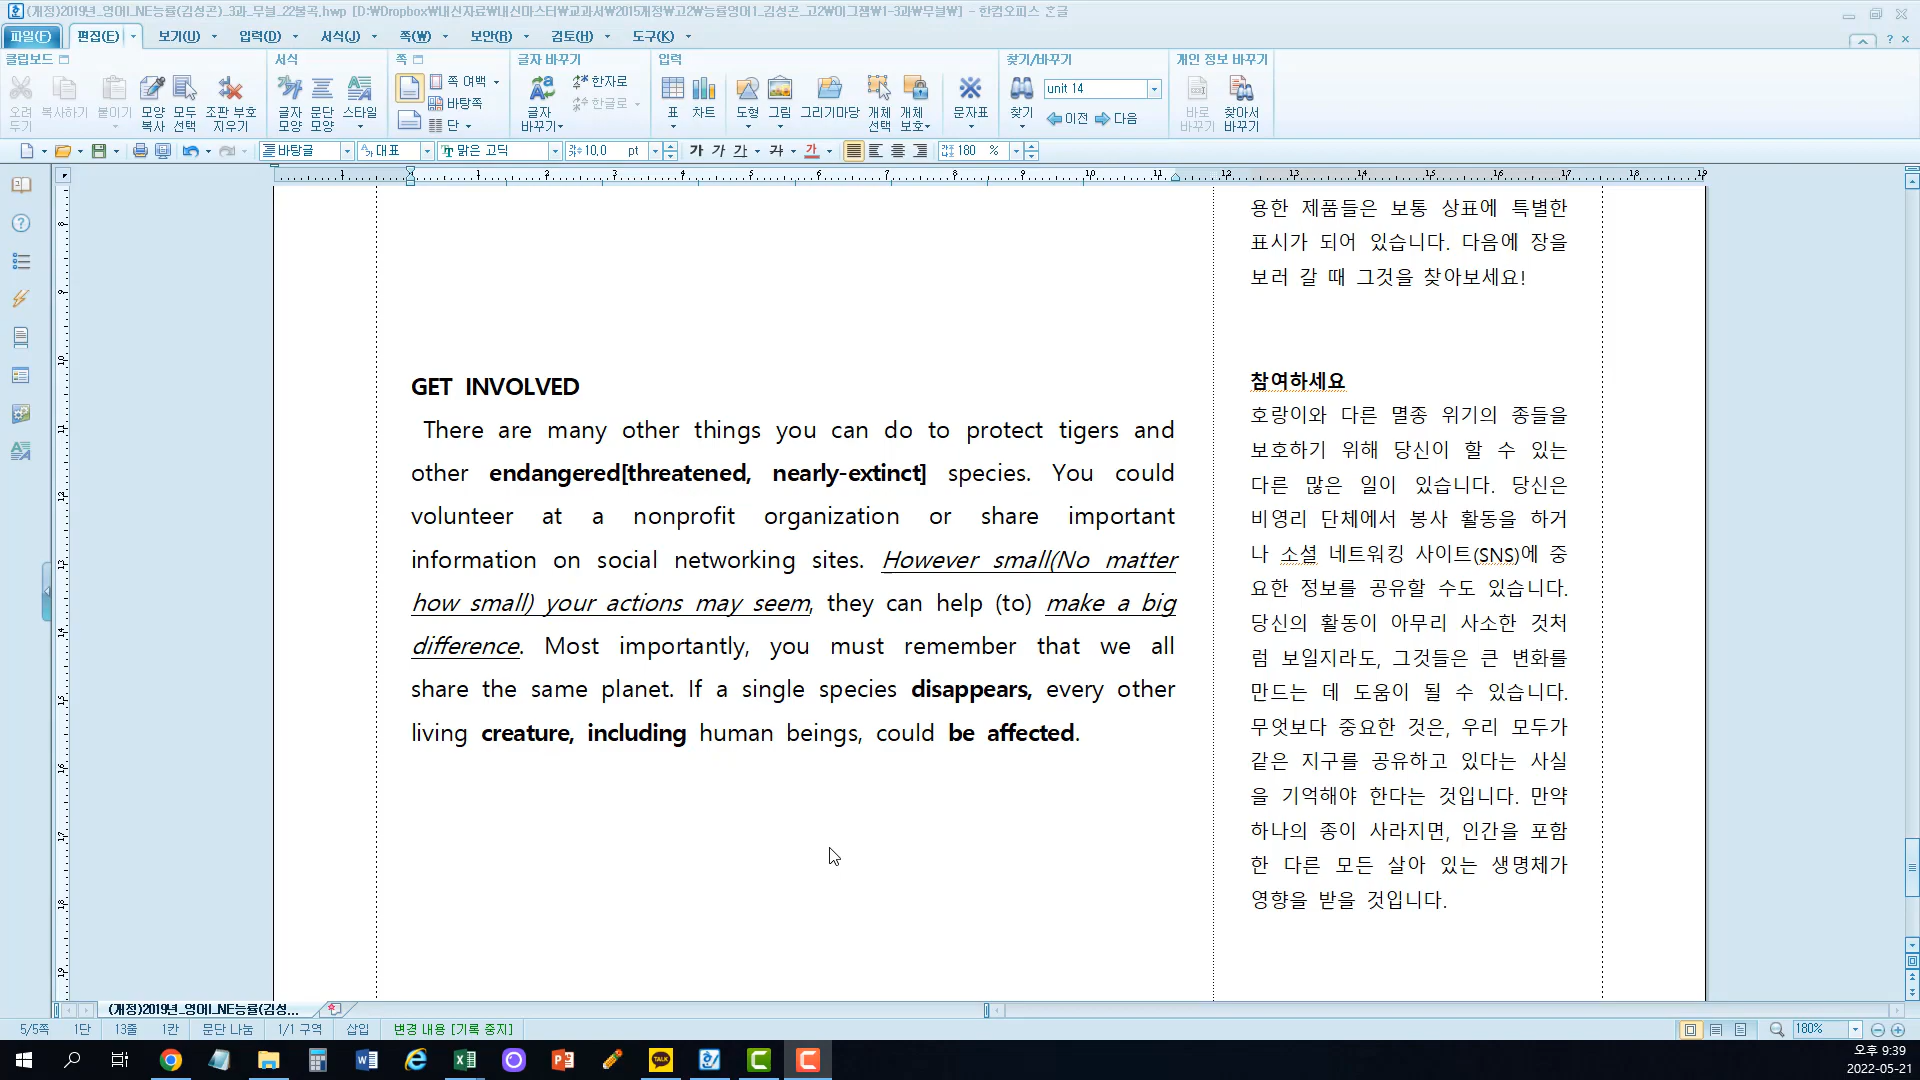 (개정)2019년_영어I_NE능률(김성곤)_3과_무블_22불곡.hwp [D:₩Dropbox₩내신자료₩내신마스터₩교과서₩2015개정₩고2₩능률영어1_김성곤_고2₩이그잼₩1-3과₩무블₩] - 한컴오피스 흔글
파일(F) 편집(E) 보기(U) 입력(D) 서식(J) 쪽(W) 보안(R) 검토(H) 도구(K)
클립보드 서식 쪽 글자 바꾸기 입력 찾기/바꾸기 개인 정보 바꾸기
오려 두기 복사하기 붙이기 모양 복사 모두 선택 조판 부호 지우기 글자 모양 문단 모양 스타일 쪽 여백 바탕쪽 단 글자 바꾸기 한자로 한글로 표 차트 도형 그림 그리기마당 개체 선택 개체 보호 문자표 찾기 unit 14 이전 다음 바로 바꾸기 찾아서 바꾸기
바탕글 대표 맑은 고딕 10,0 pt 가 가 가 가 가 180 %
용한 제품들은 보통 상표에 특별한
표시가 되어 있습니다. 다음에 장을
보러 갈 때 그것을 찾아보세요!
GET INVOLVED
There are many other things you can do to protect tigers and
other endangered[threatened, nearly-extinct] species. You could
volunteer at a nonprofit organization or share important
information on social networking sites. However small(No matter
how small) your actions may seem, they can help (to) make a big
difference. Most importantly, you must remember that we all
share the same planet. If a single species disappears, every other
living creature, including human beings, could be affected.
참여하세요
호랑이와 다른 멸종 위기의 종들을
보호하기 위해 당신이 할 수 있는
다른 많은 일이 있습니다. 당신은
비영리 단체에서 봉사 활동을 하거
나 소셜 네트워킹 사이트(SNS)에 중
요한 정보를 공유할 수도 있습니다.
당신의 활동이 아무리 사소한 것처
럼 보일지라도, 그것들은 큰 변화를
만드는 데 도움이 될 수 있습니다.
무엇보다 중요한 것은, 우리 모두가
같은 지구를 공유하고 있다는 사실
을 기억해야 한다는 것입니다. 만약
하나의 종이 사라지면, 인간을 포함
한 다른 모든 살아 있는 생명체가
영향을 받을 것입니다.
(개정)2019년_영어I_NE능률(김성...
5/5쪽 1단 13줄 1칸 문단 나눔 1/1 구역 삽입 변경 내용 [기록 중지] 180%
TALK
오후 9:39
2022-05-21